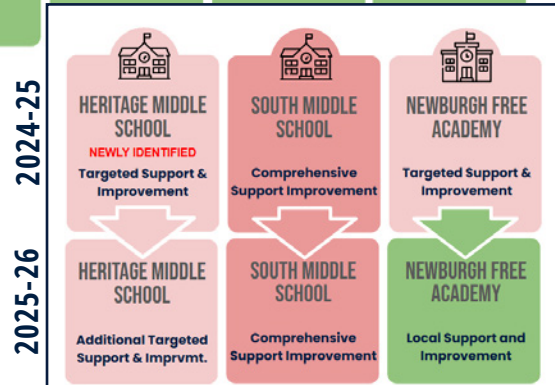 2024-25
HERITAGE MIDDLE
SCHOOL
NEWLY IDENTIFIED
Targeted Support &
Improvement
SOUTH MIDDLE
SCHOOL
Comprehensive
Support Improvement
NEWBURGH FREE
ACADEMY
Targeted Support &
Improvement
2025-26
HERITAGE MIDDLE
SCHOOL
Additional Targeted
Support & Imprvmt.
SOUTH MIDDLE
SCHOOL
Comprehensive
Support Improvement
NEWBURGH FREE
ACADEMY
Local Support and
Improvement